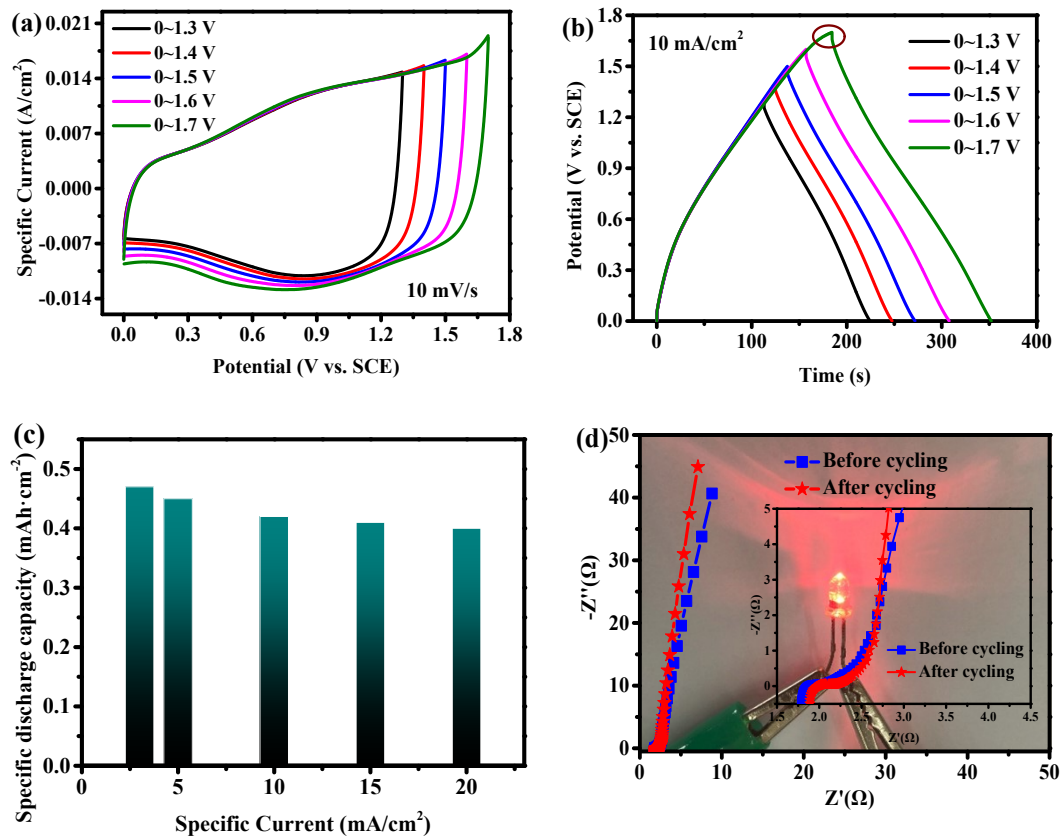 (a)
0~1.3 V
0~1.4 V
0~1.5 V
0~1.6 V
0~1.7 V
10 mV/s
0.021
0.014
0.007
0.000
-0.007
-0.014
Specific Current (A/cm²)
0.0 0.3 0.6 0.9 1.2 1.5 1.8
Potential (V vs. SCE)
(b)
10 mA/cm²
0~1.3 V
0~1.4 V
0~1.5 V
0~1.6 V
0~1.7 V
1.8
1.5
1.2
0.9
0.6
0.3
0.0
Potential (V vs. SCE)
0 100 200 300 400
Time (s)
(c)
0.5
0.4
0.3
0.2
0.1
0.0
Specific discharge capacity (mAh·cm⁻²)
0 5 10 15 20
Specific Current (mA/cm²)
(d)
Before cycling
After cycling
50
40
30
20
10
0
-Z''(Ω)
0 10 20 30 40 50
Z'(Ω)
5
4
3
2
1
0
-Z''(Ω)
Before cycling
After cycling
1.5 2.0 2.5 3.0 3.5 4.0 4.5
Z'(Ω)